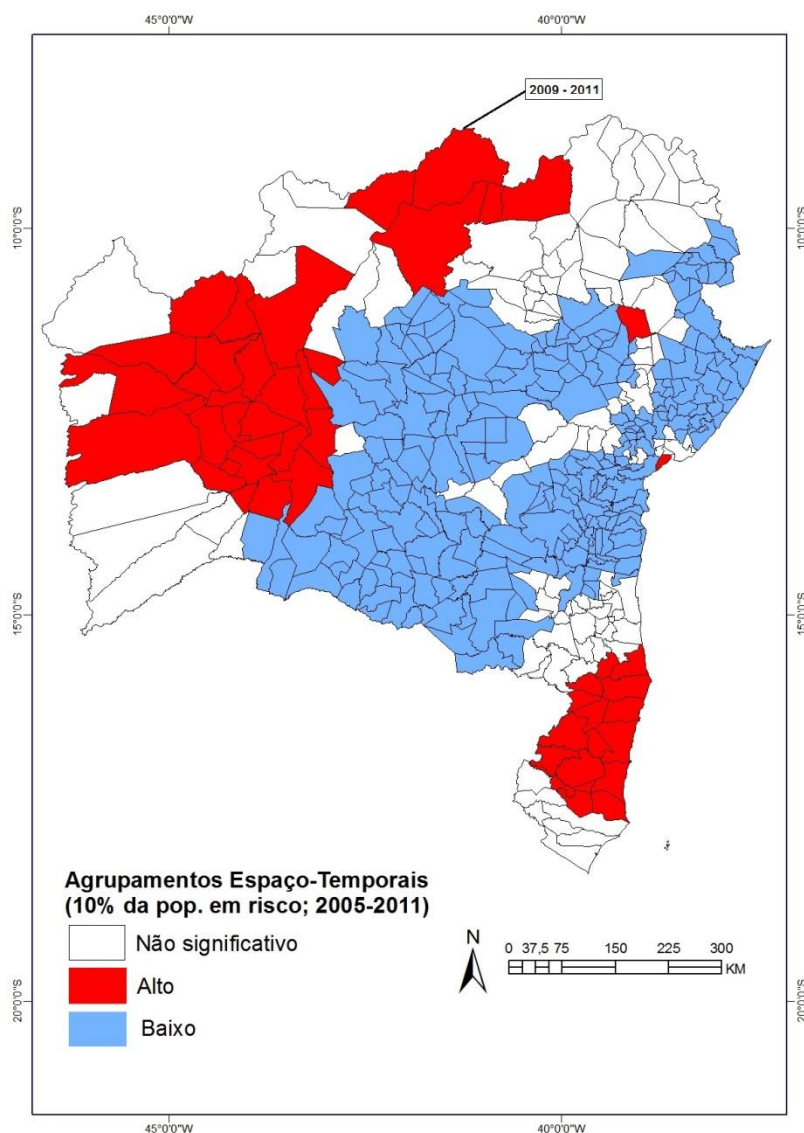 45°0'0"W 40°0'0"W
2009 - 2011
10°0'0"S 10°0'0"S
15°0'0"S 15°0'0"S
Agrupamentos Espaço-Temporais
(10% da pop. em risco; 2005-2011)
Não significativo
Alto
Baixo
N
0 37,5 75 150 225 300
KM
20°0'0"S 20°0'0"S
45°0'0"W 40°0'0"W